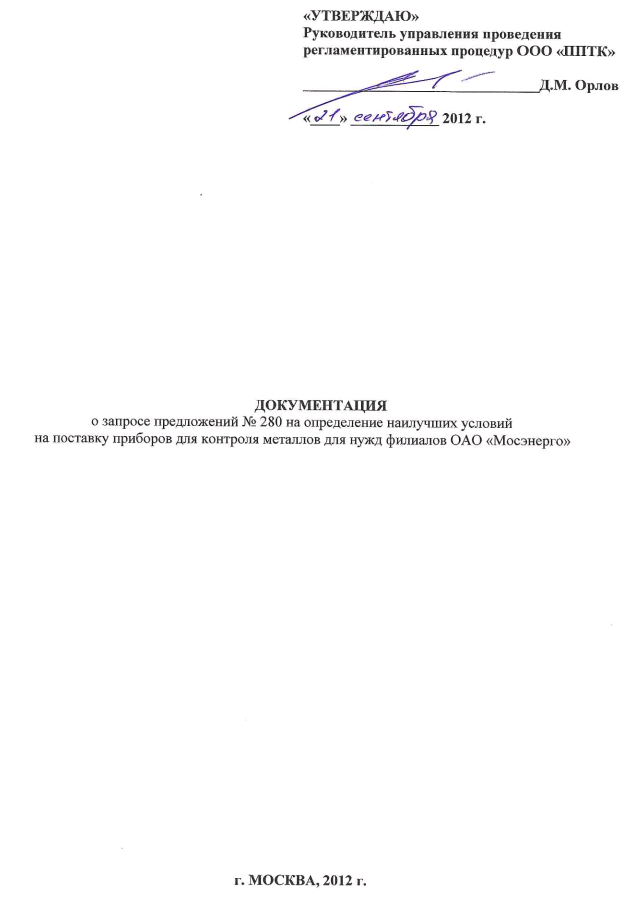 «УТВЕРЖДАЮ»
Руководитель управления проведения
регламентированных процедур ООО «ППТК»
Д.М. Орлов
«21» сентября 2012 г.
ДОКУМЕНТАЦИЯ
о запросе предложений № 280 на определение наилучших условий
на поставку приборов для контроля металлов для нужд филиалов ОАО «Мосэнерго»
г. МОСКВА, 2012 г.